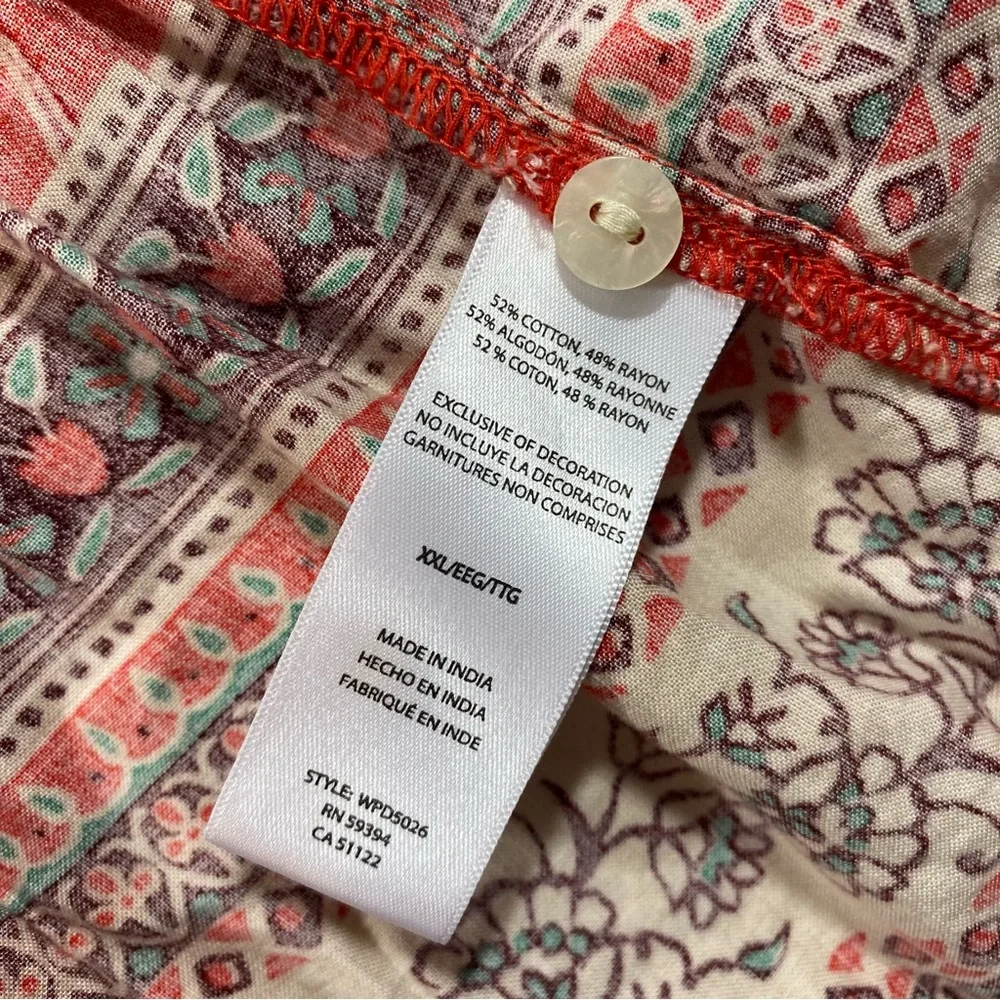 52% COTTON, 48% RAYON
52% ALGODÓN, 48% RAYONNE
52 % COTON, 48 % RAYON
EXCLUSIVE OF DECORATION
NO INCLUYE LA DECORACION
GARNITURES NON COMPRISES
XXL/EEG/TTG
MADE IN INDIA
HECHO EN INDIA
FABRIQUÉ EN INDE
STYLE: WPD5026
RN 59394
CA 51122